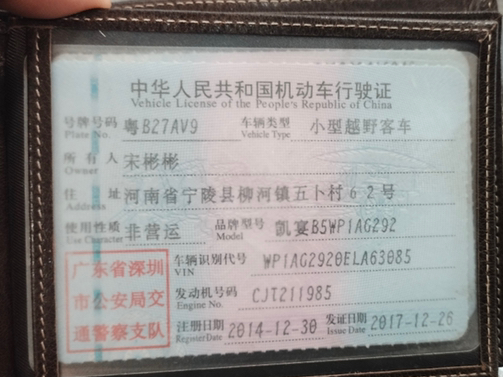 中华人民共和国机动车行驶证
Vehicle License of the People's Republic of China
号牌号码 粤B27AV9 车辆类型 小型越野客车
Plate No. Vehicle Type
所有人 宋彬彬
Owner
住址 河南省宁陵县柳河镇五卜村62号
Address
使用性质 非营运 品牌型号 凯宴B5WP1AG292
Use Character Model
广东省深圳
市公安局交
通警察支队
车辆识别代号 WP1AG2920ELA63085
VIN
发动机号码 CJT211985
Engine No.
注册日期 2014-12-30 发证日期 2017-12-26
Register Date Issue Date